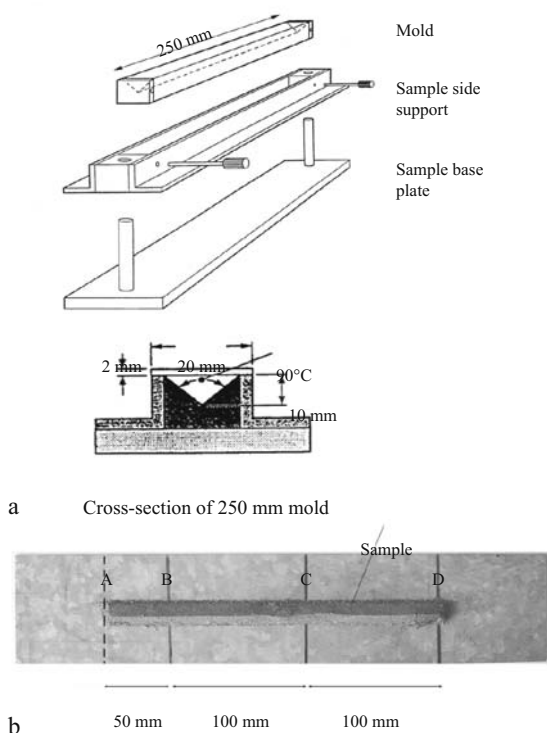 250 mm
Mold
Sample side
support
Sample base
plate
2 mm
20 mm
90°C
10 mm
a Cross-section of 250 mm mold
Sample
A B C D
50 mm 100 mm 100 mm
b